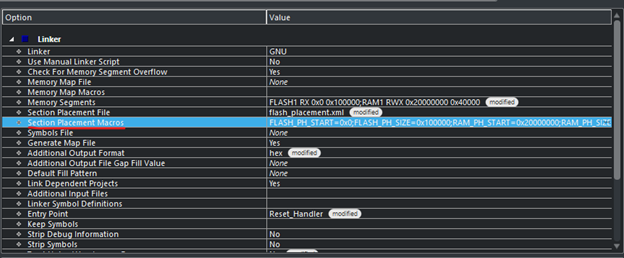 Option Value
Linker
Linker GNU
Use Manual Linker Script No
Check For Memory Segment Overflow Yes
Memory Map File None
Memory Map Macros
Memory Segments FLASH1 RX 0x0 0x100000;RAM1 RWX 0x20000000 0x40000 modified
Section Placement File flash_placement.xml modified
Section Placement Macros FLASH_PH_START=0x0;FLASH_PH_SIZE=0x100000;RAM_PH_START=0x20000000;RAM_PH_SIZ
Symbols File None
Generate Map File Yes
Additional Output Format hex modified
Additional Output File Gap Fill Value None
Default Fill Pattern None
Link Dependent Projects Yes
Additional Input Files
Linker Symbol Definitions
Entry Point Reset_Handler modified
Keep Symbols
Strip Debug Information No
Strip Symbols No